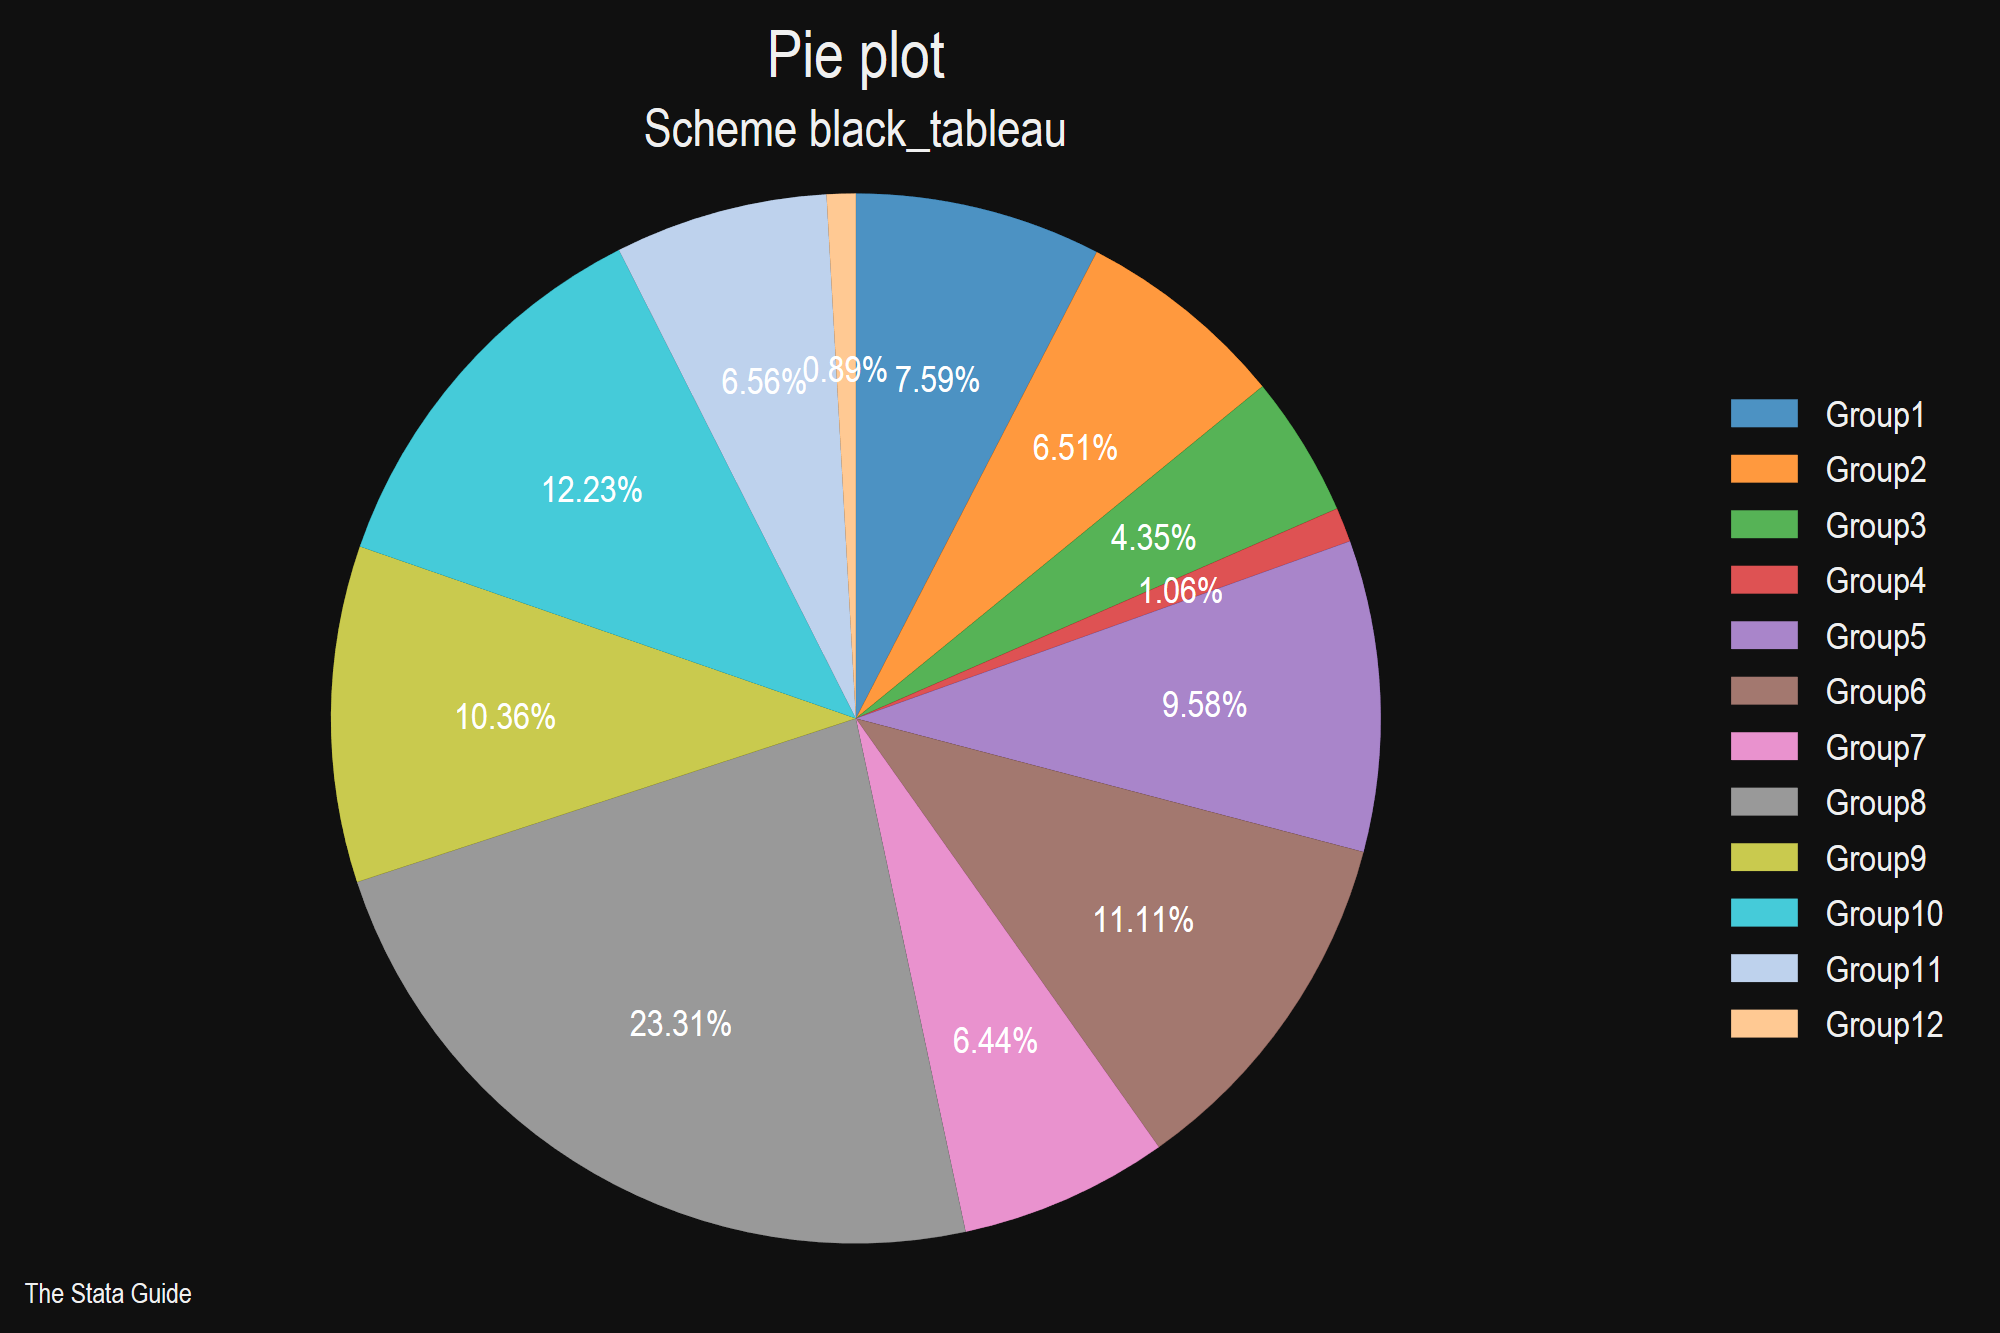 Pie plot
Scheme black_tableau
6.56%
0.89%
7.59%
6.51%
12.23%
4.35%
1.06%
10.36%
9.58%
11.11%
23.31%
6.44%
Group1
Group2
Group3
Group4
Group5
Group6
Group7
Group8
Group9
Group10
Group11
Group12
The Stata Guide